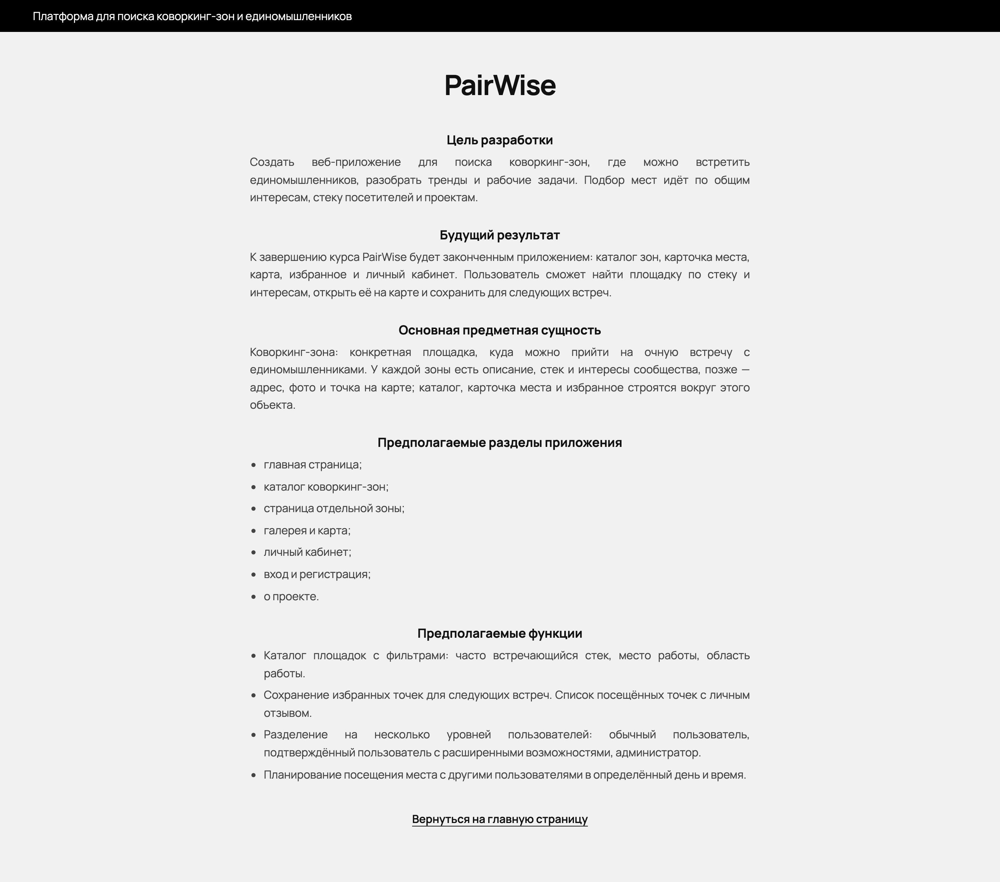 Платформа для поиска коворкинг-зон и единомышленников
PairWise
Цель разработки
Создать веб-приложение для поиска коворкинг-зон, где можно встретить
единомышленников, разобрать тренды и рабочие задачи. Подбор мест идёт по общим
интересам, стеку посетителей и проектам.
Будущий результат
К завершению курса PairWise будет законченным приложением: каталог зон, карточка места,
карта, избранное и личный кабинет. Пользователь сможет найти площадку по стеку и
интересам, открыть её на карте и сохранить для следующих встреч.
Основная предметная сущность
Коворкинг-зона: конкретная площадка, куда можно прийти на очную встречу с
единомышленниками. У каждой зоны есть описание, стек и интересы сообщества, позже —
адрес, фото и точка на карте; каталог, карточка места и избранное строятся вокруг этого
объекта.
Предполагаемые разделы приложения
• главная страница;
• каталог коворкинг-зон;
• страница отдельной зоны;
• галерея и карта;
• личный кабинет;
• вход и регистрация;
• о проекте.
Предполагаемые функции
• Каталог площадок с фильтрами: часто встречающийся стек, место работы, область
работы.
• Сохранение избранных точек для следующих встреч. Список посещённых точек с личным
отзывом.
• Разделение на несколько уровней пользователей: обычный пользователь,
подтверждённый пользователь с расширенными возможностями, администратор.
• Планирование посещения места с другими пользователями в определённый день и время.
Вернуться на главную страницу